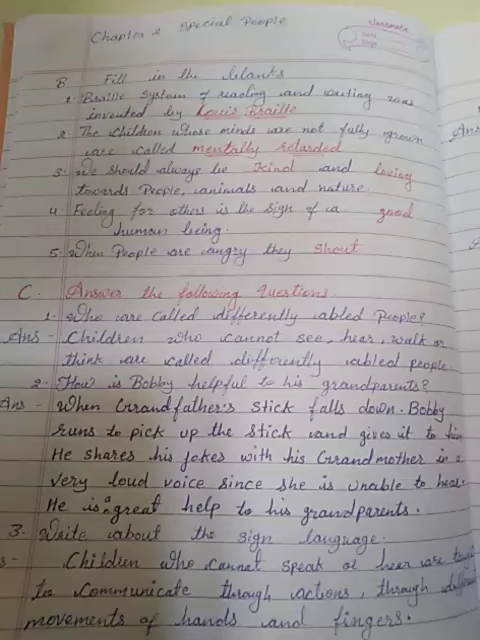 Chapter 2 Special People
classmate
Date
Page
B Fill in the blanks
1. Braille system of reading and writing was
invented by Louis Braille
2. The children whose minds are not fully grown
are called mentally retarded
3. We should always be Kind and loving
towards People, animals and nature.
4. Feeling for others is the sign of a good
human being.
5. When People are angry they Shout
C. Answer the following Questions
1. Who are called differently abled People?
Ans - Children who cannot see, hear, walk or
think are called differently abled people.
2. How is Bobby helpful to his grandparents?
Ans - When Grandfather's Stick falls down. Bobby
runs to pick up the Stick and gives it to him
He shares his jokes with his Grandmother in a
very loud voice since she is unable to hear.
He is a great help to his grandparents.
3. Write about the sign language.
s - Children who cannot Speak or hear are
to communicate through actions, through
movements of hands and fingers.
Ans